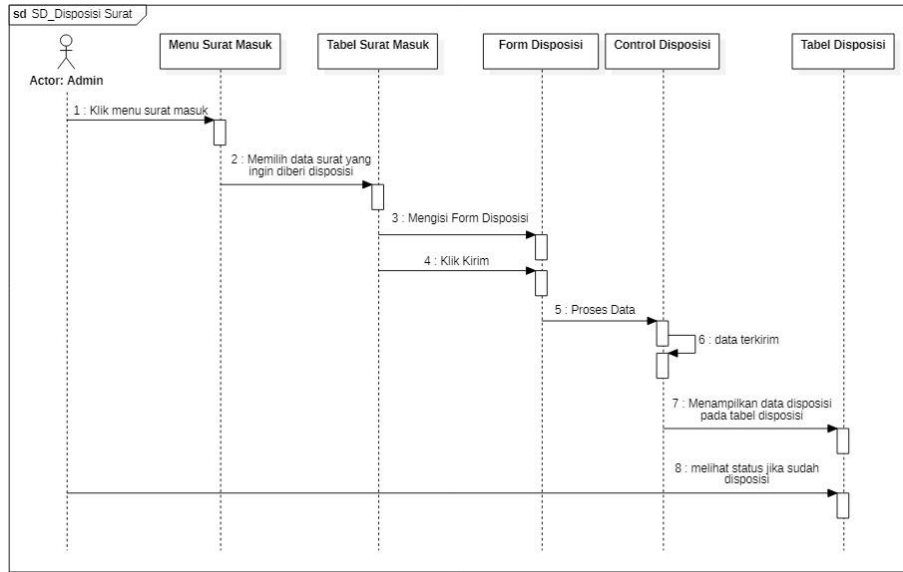 sd SD_Disposisi Surat
Menu Surat Masuk
Tabel Surat Masuk
Form Disposisi
Control Disposisi
Tabel Disposisi
Actor: Admin
1 : Klik menu surat masuk
2 : Memilih data surat yang
ingin diberi disposisi
3 : Mengisi Form Disposisi
4 : Klik Kirim
5 : Proses Data
6 : data terkirim
7 : Menampilkan data disposisi
pada tabel disposisi
8 : melihat status jika sudah
disposisi